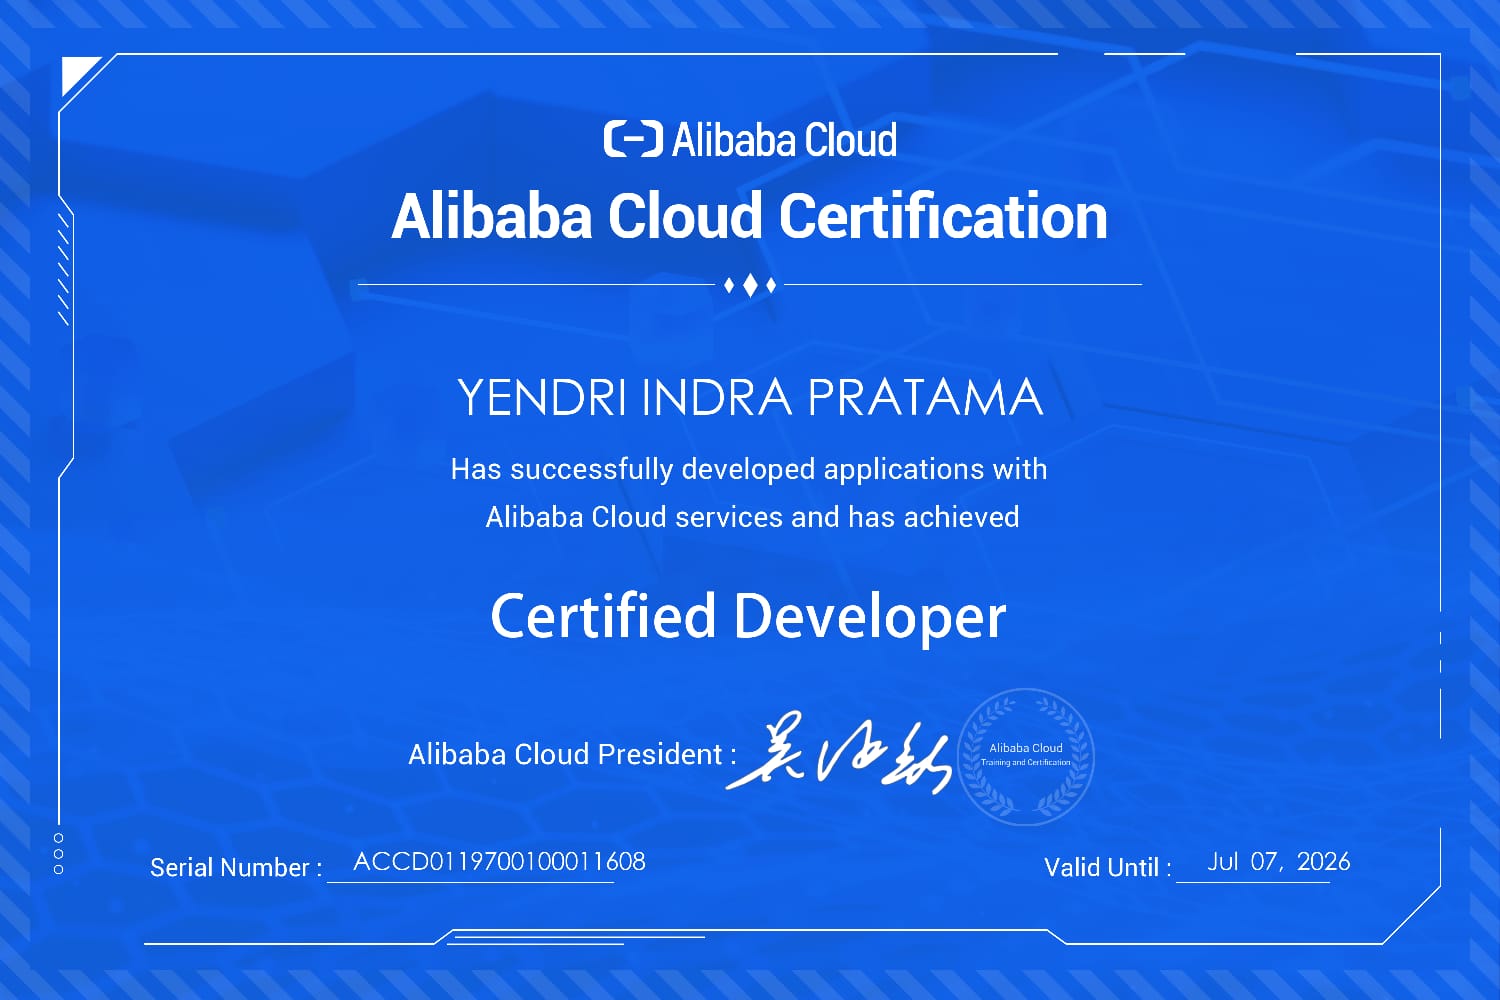 Alibaba Cloud
Alibaba Cloud Certification
YENDRI INDRA PRATAMA
Has successfully developed applications with
Alibaba Cloud services and has achieved
Certified Developer
Alibaba Cloud President :
Alibaba Cloud
Training and Certification
Serial Number : ACCD0119700100011608
Valid Until : Jul 07, 2026